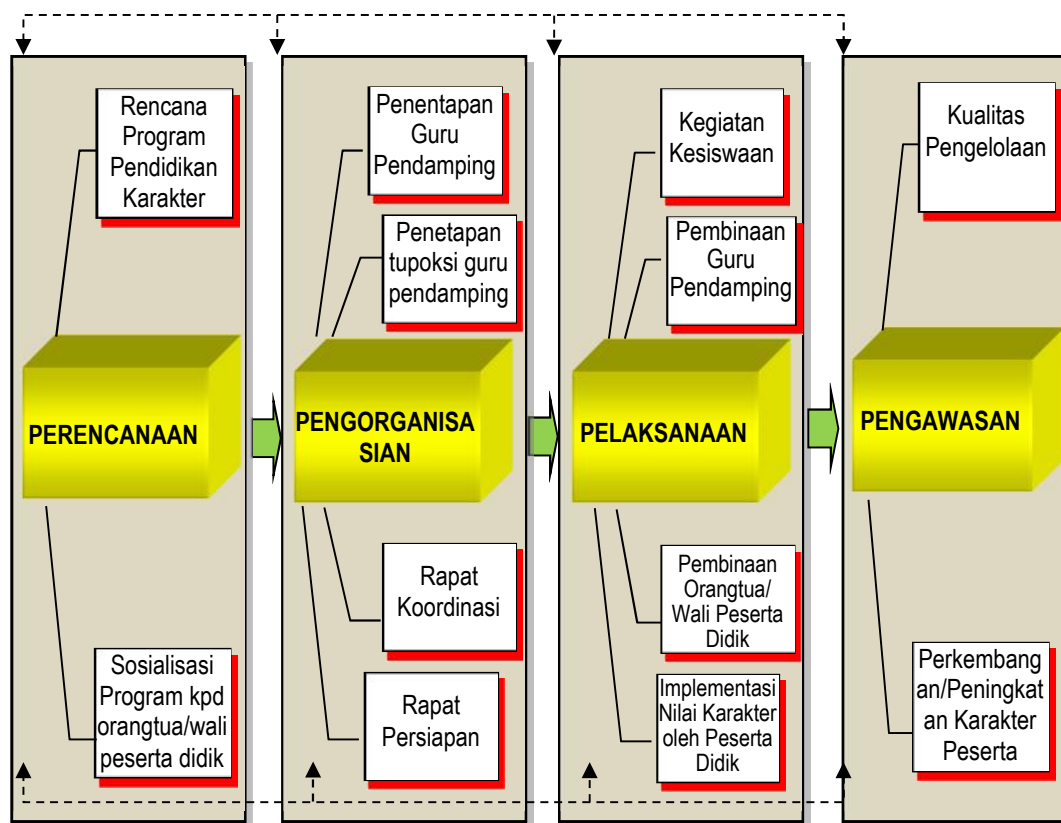 Rencana
Program
Pendidikan
Karakter
PERENCANAAN
Sosialisasi
Program kpd
orangtua/wali
peserta didik
Penentapan
Guru
Pendamping
Penetapan
tupoksi guru
pendamping
PENGORGANISA
SIAN
Rapat
Koordinasi
Rapat
Persiapan
Kegiatan
Kesiswaan
Pembinaan
Guru
Pendamping
PELAKSANAAN
Pembinaan
Orangtua/
Wali Peserta
Didik
Implementasi
Nilai Karakter
oleh Peserta
Didik
Kualitas
Pengelolaan
PENGAWASAN
Perkembang
an/Peningkat
an Karakter
Peserta